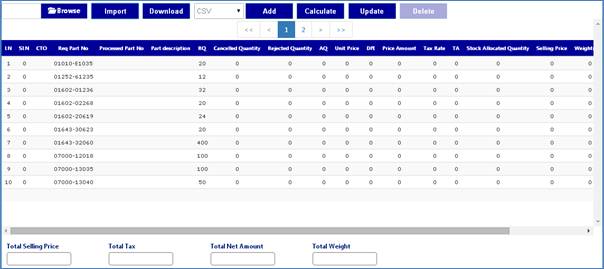 Browse Import Download CSV Add Calculate Update Delete
<< < 1 2 > >>
LN SLN CTO Req Part No Processed Part No Part description RQ Cancelled Quantity Rejected Quantity AQ Unit Price Dfl Price Amount Tax Rate TA Stock Allocated Quantity Selling Price Weight
1 0 01010-E1035 20 0 0 0 0 0 0 0 0 0 0 0
2 0 01252-61235 12 0 0 0 0 0 0 0 0 0 0 0
3 0 01602-01236 32 0 0 0 0 0 0 0 0 0 0 0
4 0 01602-02268 20 0 0 0 0 0 0 0 0 0 0 0
5 0 01602-20619 24 0 0 0 0 0 0 0 0 0 0 0
6 0 01643-30623 20 0 0 0 0 0 0 0 0 0 0 0
7 0 01643-32060 400 0 0 0 0 0 0 0 0 0 0 0
8 0 07000-12018 100 0 0 0 0 0 0 0 0 0 0 0
9 0 07000-13035 100 0 0 0 0 0 0 0 0 0 0 0
10 0 07000-13040 50 0 0 0 0 0 0 0 0 0 0 0
Total Selling Price Total Tax Total Net Amount Total Weight